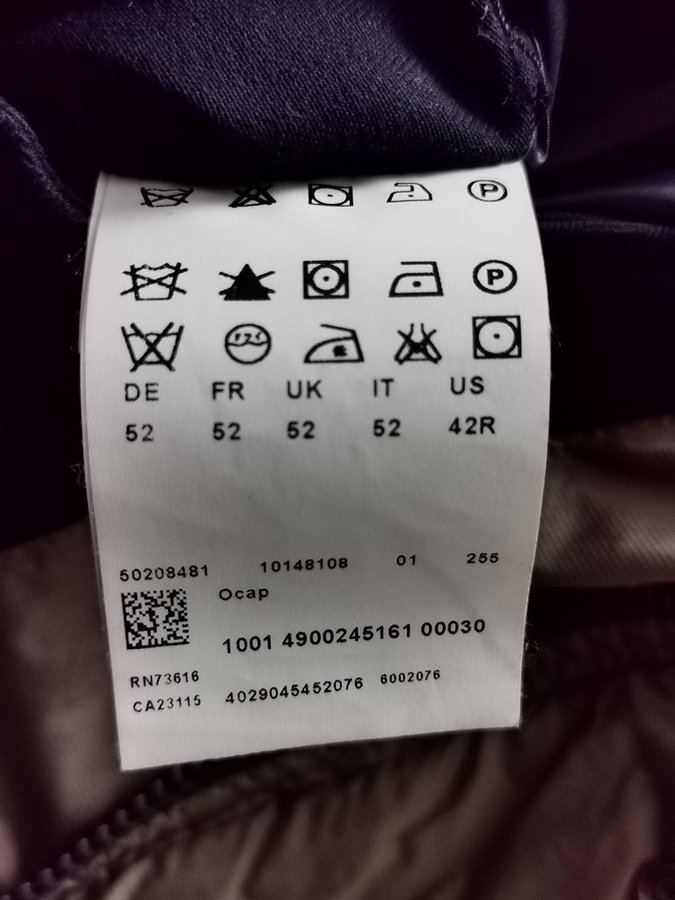 P
P
DE FR UK IT US
52 52 52 52 42R
50208481 10148108 01 255
Ocap
1001 4900245161 00030
RN73616
CA23115 4029045452076 6002076